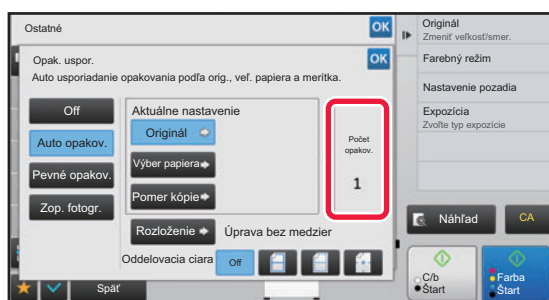 Ostatné
OK
Opak. uspor.
OK
Auto usporiadanie opakovania podľa orig., veľ. papiera a merítka.
Off
Auto opakov.
Pevné opakov.
Zop. fotogr.
Aktuálne nastavenie
Originál
Výber papiera
Pomer kópie
Rozloženie
Úprava bez medzier
Oddelovacia ciara
Off
Počet
opakov.
1
Späť
Originál
Zmeniť veľkosť/smer.
Farebný režim
Nastavenie pozadia
Expozícia
Zvoľte typ expozície
Náhľad
CA
C/b
Štart
Farba
Štart